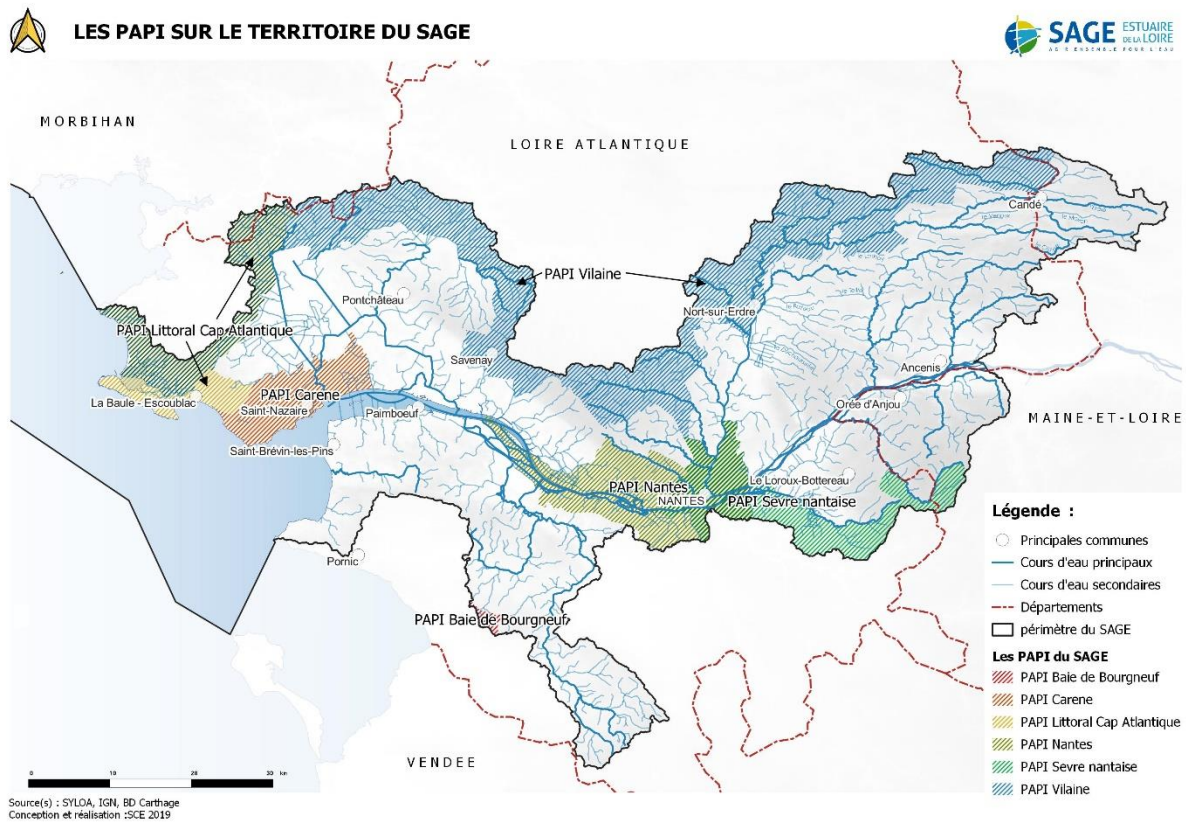 LES PAPI SUR LE TERRITOIRE DU SAGE
SAGE ESTUAIRE DE LA LOIRE
AGIR ENSEMBLE POUR L'EAU
MORBIHAN
LOIRE ATLANTIQUE
Candé
PAPI Vilaine
Pontchâteau
Nort-sur-Erdre
PAPI Littoral Cap Atlantique
Savenay
Ancenis
PAPI Carene
La Baule - Escoublac
Saint-Nazaire
Paimboeuf
Orée d'Anjou
MAINE-ET-LOIRE
Saint-Brévin-les-Pins
Le Loroux-Bottereau
PAPI Nantes
NANTES
PAPI Sèvre nantaise
Pornic
PAPI Baie de Bourgneuf
VENDEE
Légende :
Principales communes
Cours d'eau principaux
Cours d'eau secondaires
Départements
périmètre du SAGE
Les PAPI du SAGE
PAPI Baie de Bourgneuf
PAPI Carene
PAPI Littoral Cap Atlantique
PAPI Nantes
PAPI Sevre nantaise
PAPI Vilaine
0 10 20 30 km
Source(s) : SYLOA, IGN, BD Carthage
Conception et réalisation :SCE 2019